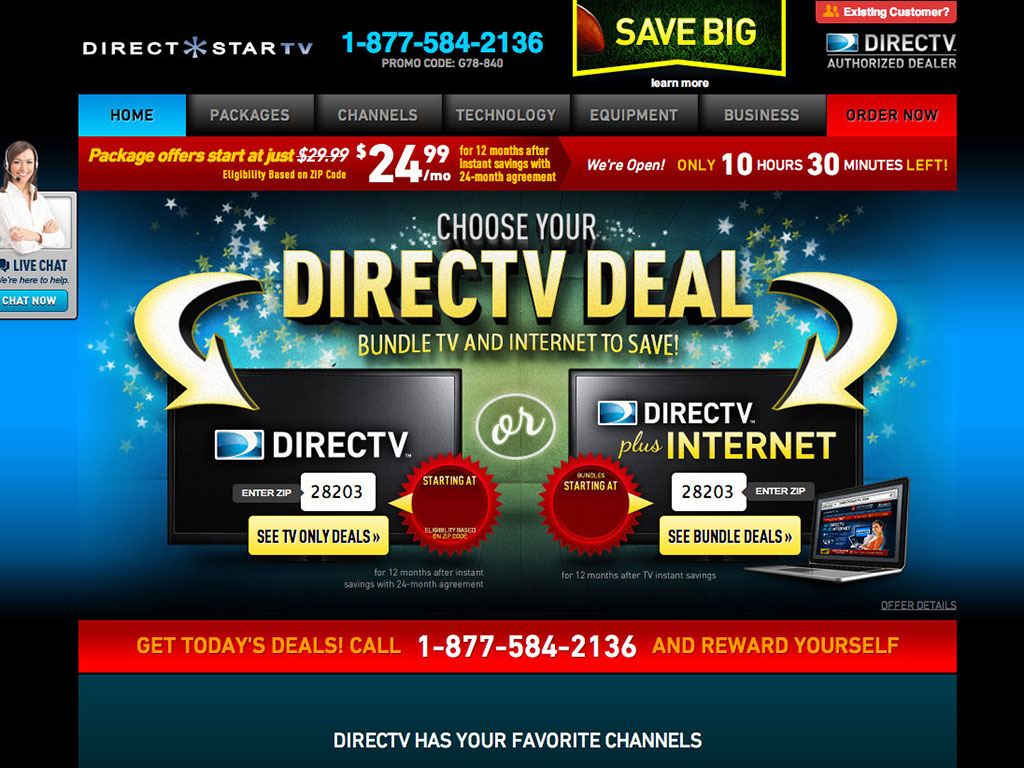 DIRECT STAR TV
1-877-584-2136
PROMO CODE: G78-840
SAVE BIG
learn more
Existing Customer?
DIRECTV
AUTHORIZED DEALER
HOME
PACKAGES
CHANNELS
TECHNOLOGY
EQUIPMENT
BUSINESS
ORDER NOW
Package offers start at just $29.99
Eligibility Based on ZIP Code
$24.99/mo
for 12 months after
instant savings with
24-month agreement
We're Open! ONLY 10 HOURS 30 MINUTES LEFT!
LIVE CHAT
We're here to help.
CHAT NOW
CHOOSE YOUR
DIRECTV DEAL
BUNDLE TV AND INTERNET TO SAVE!
or
DIRECTV™
ENTER ZIP
28203
SEE TV ONLY DEALS »
STARTING AT
ELIGIBILITY BASED
ON ZIP CODE
for 12 months after instant
savings with 24-month agreement
DIRECTV™
plus INTERNET
BUNDLES
STARTING AT
28203
ENTER ZIP
SEE BUNDLE DEALS »
for 12 months after TV instant savings
OFFER DETAILS
GET TODAY'S DEALS! CALL 1-877-584-2136 AND REWARD YOURSELF
DIRECTV HAS YOUR FAVORITE CHANNELS